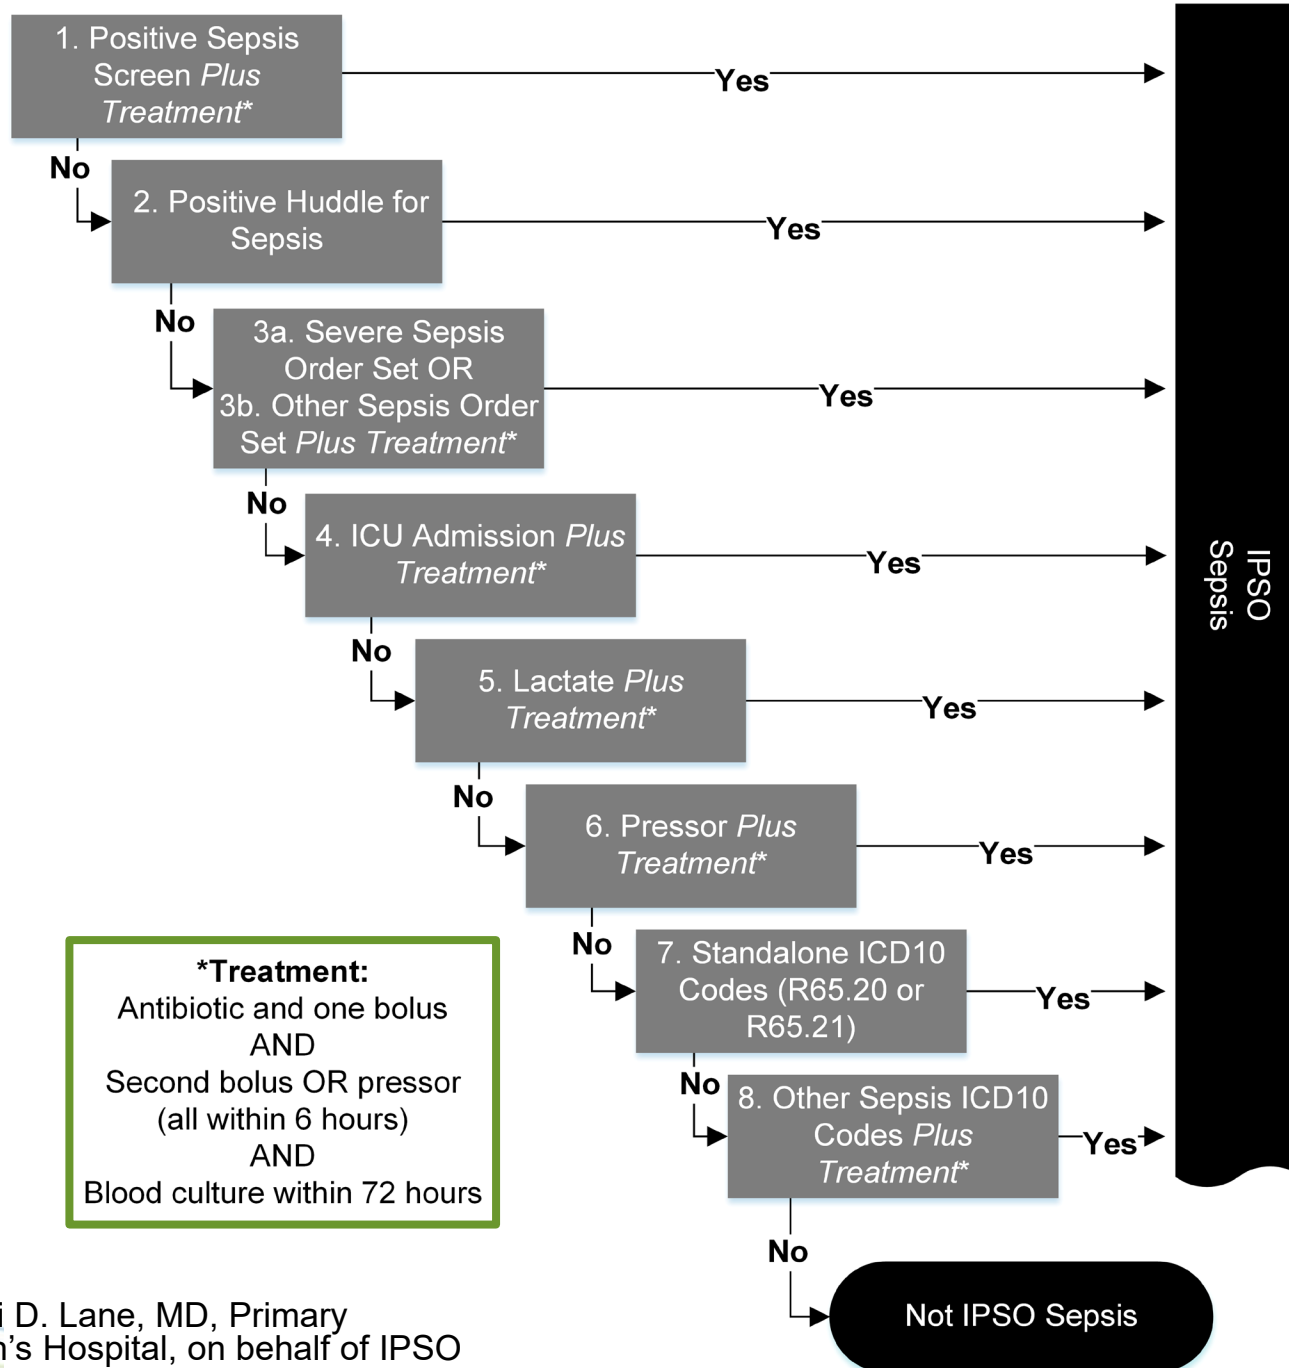 1. Positive Sepsis
Screen Plus
Treatment*
Yes
No
2. Positive Huddle for
Sepsis
Yes
No
3a. Severe Sepsis
Order Set OR
3b. Other Sepsis Order
Set Plus Treatment*
Yes
No
4. ICU Admission Plus
Treatment*
Yes
No
5. Lactate Plus
Treatment*
Yes
No
6. Pressor Plus
Treatment*
Yes
No
7. Standalone ICD10
Codes (R65.20 or
R65.21)
Yes
No
8. Other Sepsis ICD10
Codes Plus
Treatment*
Yes
No
Not IPSO Sepsis
IPSO
Sepsis
*Treatment:
Antibiotic and one bolus
AND
Second bolus OR pressor
(all within 6 hours)
AND
Blood culture within 72 hours
D. Lane, MD, Primary
Hospital, on behalf of IPSO